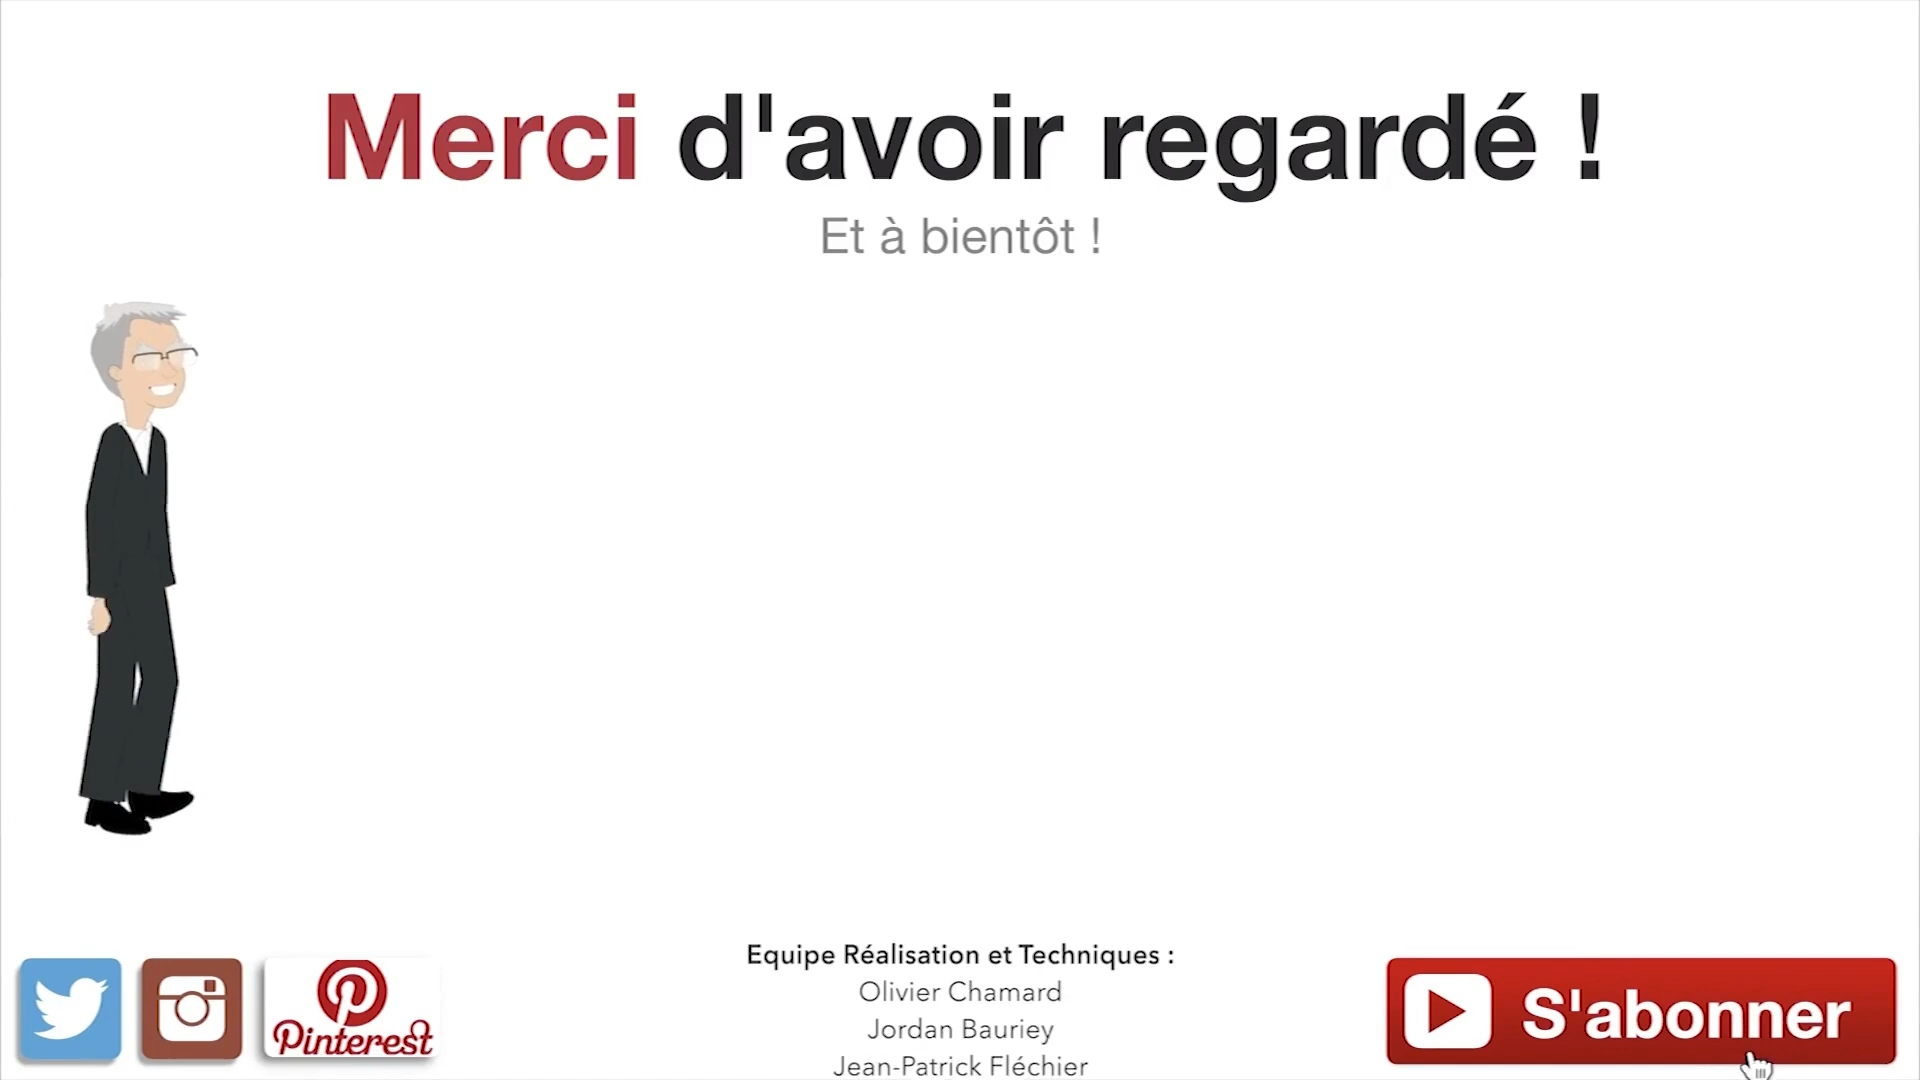 Merci d'avoir regardé !
Et à bientôt !
Equipe Réalisation et Techniques :
Olivier Chamard
Jordan Bauriey
Jean-Patrick Fléchier
Pinterest
S'abonner